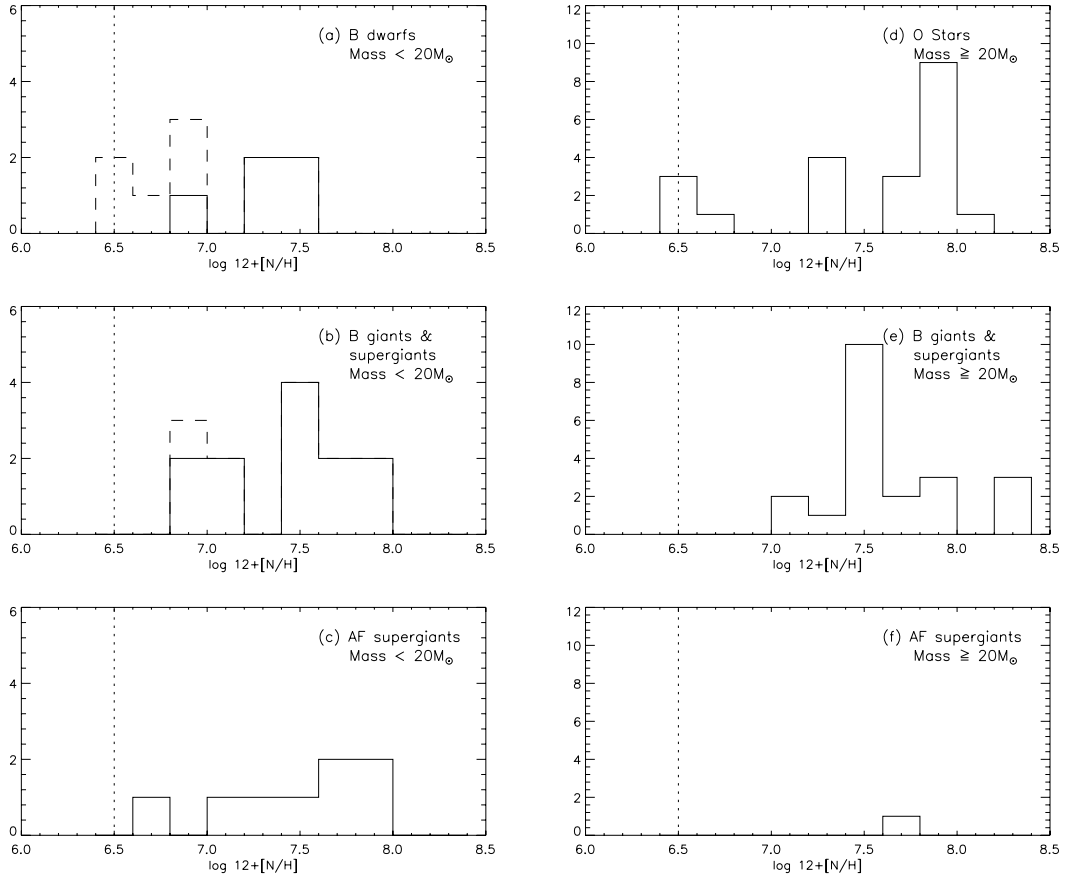 (a) B dwarfs
Mass < 20M☉
6
4
2
0
6.0 6.5 7.0 7.5 8.0 8.5
log 12+[N/H]
(d) O Stars
Mass ≧ 20M☉
12
10
8
6
4
2
0
6.0 6.5 7.0 7.5 8.0 8.5
log 12+[N/H]
(b) B giants &
supergiants
Mass < 20M☉
6
4
2
0
6.0 6.5 7.0 7.5 8.0 8.5
log 12+[N/H]
(e) B giants &
supergiants
Mass ≧ 20M☉
12
10
8
6
4
2
0
6.0 6.5 7.0 7.5 8.0 8.5
log 12+[N/H]
(c) AF supergiants
Mass < 20M☉
6
4
2
0
6.0 6.5 7.0 7.5 8.0 8.5
log 12+[N/H]
(f) AF supergiants
Mass ≧ 20M☉
12
10
8
6
4
2
0
6.0 6.5 7.0 7.5 8.0 8.5
log 12+[N/H]